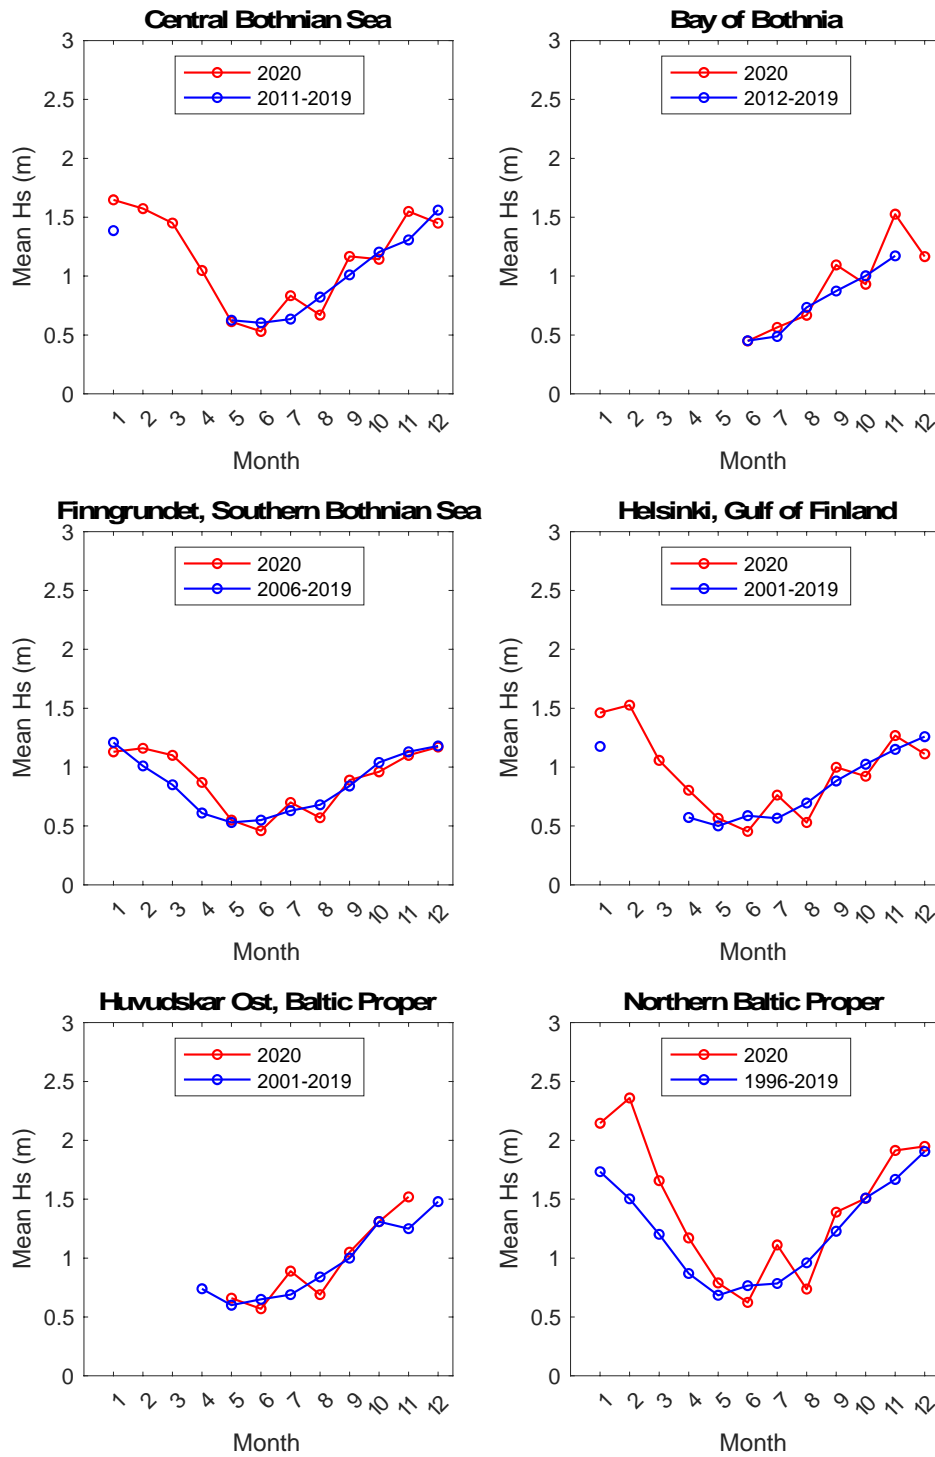 Central Bothnian Sea
3
2.5
2
1.5
1
0.5
0
Mean Hs (m)
2020
2011-2019
1 2 3 4 5 6 7 8 9 10 11 12
Month
Bay of Bothnia
3
2.5
2
1.5
1
0.5
0
Mean Hs (m)
2020
2012-2019
1 2 3 4 5 6 7 8 9 10 11 12
Month
Finngrundet, Southern Bothnian Sea
3
2.5
2
1.5
1
0.5
0
Mean Hs (m)
2020
2006-2019
1 2 3 4 5 6 7 8 9 10 11 12
Month
Helsinki, Gulf of Finland
3
2.5
2
1.5
1
0.5
0
Mean Hs (m)
2020
2001-2019
1 2 3 4 5 6 7 8 9 10 11 12
Month
Huvudskar Ost, Baltic Proper
3
2.5
2
1.5
1
0.5
0
Mean Hs (m)
2020
2001-2019
1 2 3 4 5 6 7 8 9 10 11 12
Month
Northern Baltic Proper
3
2.5
2
1.5
1
0.5
0
Mean Hs (m)
2020
1996-2019
1 2 3 4 5 6 7 8 9 10 11 12
Month